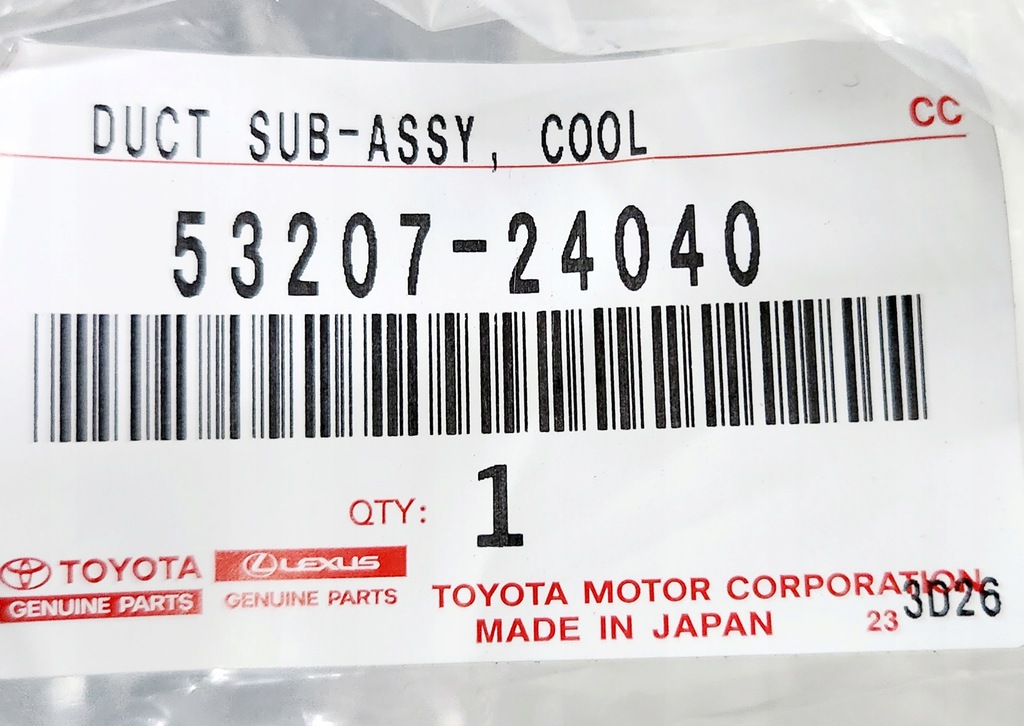 DUCT SUB-ASSY, COOL
CC
53207-24040
QTY: 1
TOYOTA
GENUINE PARTS
LEXUS
GENUINE PARTS
TOYOTA MOTOR CORPORATION
MADE IN JAPAN
23
3D26